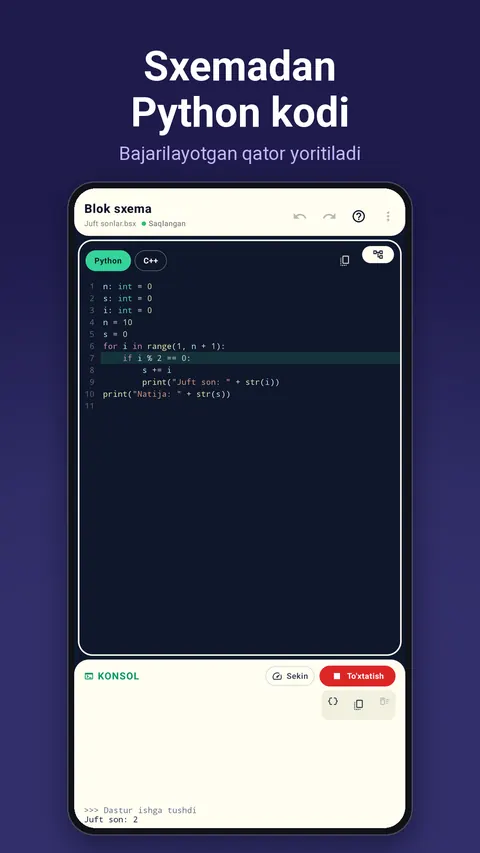 Sxemadan
Python kodi
Bajarilayotgan qator yoritiladi
Blok sxema
Juft sonlar.bsx ● Saqlangan
Python C++
1 n: int = 0
2 s: int = 0
3 i: int = 0
4 n = 10
5 s = 0
6 for i in range(1, n + 1):
7     if i % 2 == 0:
8         s += i
9         print("Juft son: " + str(i))
10 print("Natija: " + str(s))
11
KONSOL Sekin To'xtatish
>>> Dastur ishga tushdi
Juft son: 2